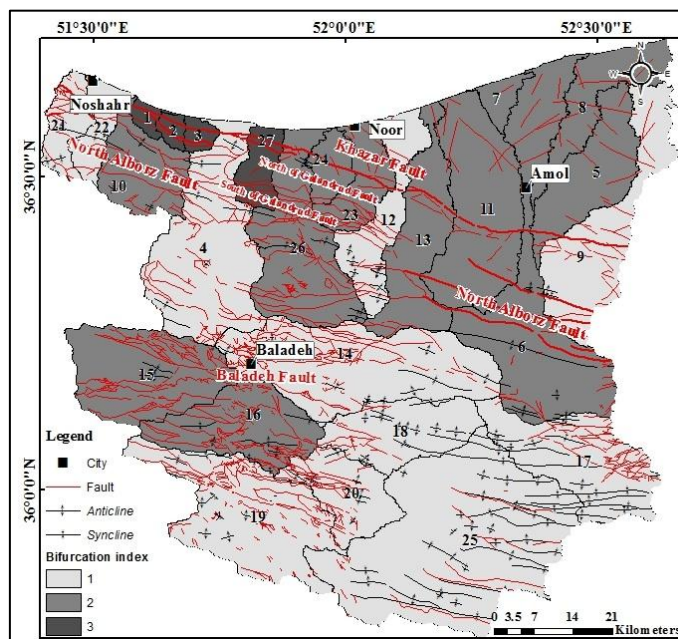 51°30'0"E 52°0'0"E 52°30'0"E
N
W E
S
Noshahr
1
2
3
27
Noor
7
8
21
22
24
Khazar Fault
36°30'0"N
North Alborz Fault
North of Galandrud Fault
Amol
5
10
South of Galandrud Fault
23
12
11
13
4
26
9
North Alborz Fault
Baladeh
14
6
15
Baladeh Fault
16
18
17
36°0'0"N
20
19
25
Legend
City
Fault
Anticline
Syncline
Bifurcation index
1
2
3
0 3.5 7 14 21
Kilometers